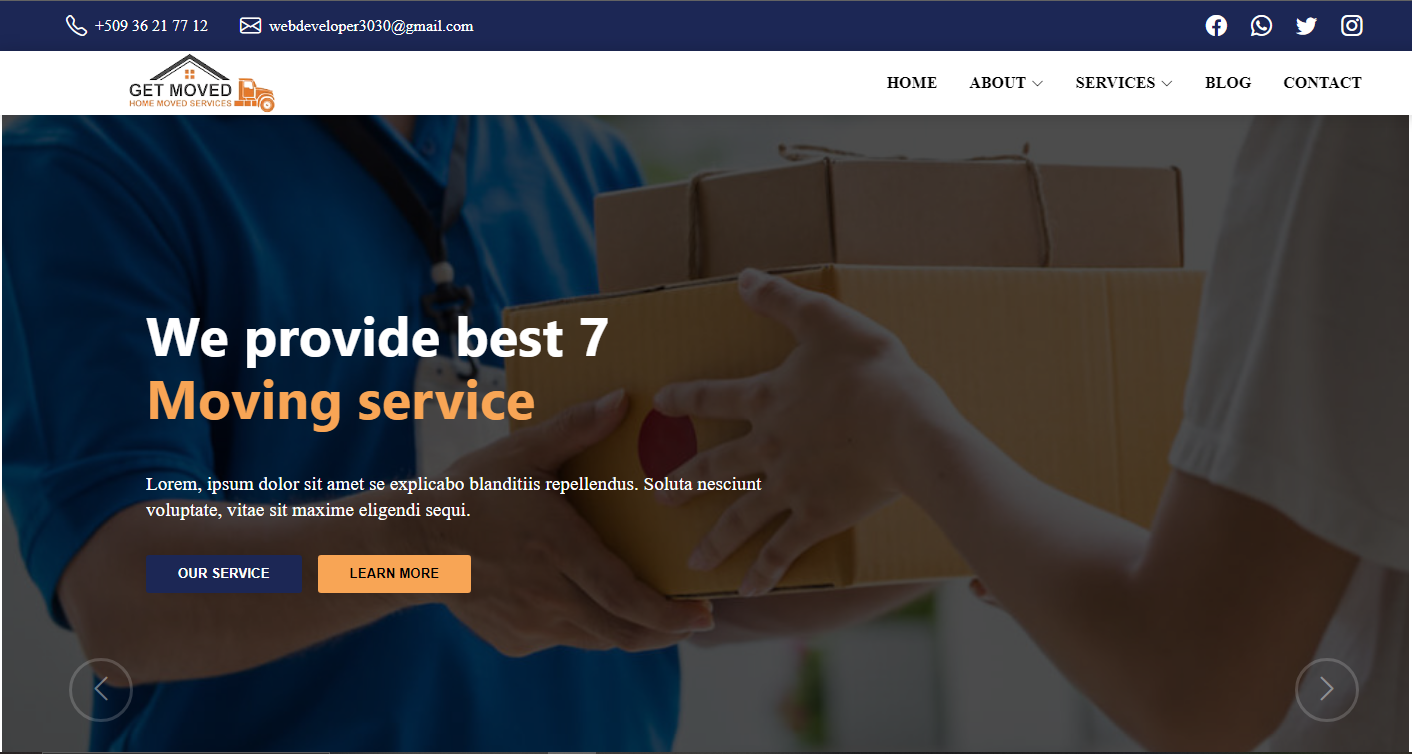 +509 36 21 77 12 webdeveloper3030@gmail.com
GET MOVED
HOME MOVED SERVICES
HOME ABOUT SERVICES BLOG CONTACT
We provide best 7
Moving service
Lorem, ipsum dolor sit amet se explicabo blanditiis repellendus. Soluta nesciunt
voluptate, vitae sit maxime eligendi sequi.
OUR SERVICE LEARN MORE